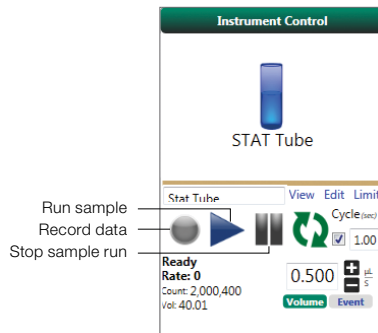 Instrument Control
STAT Tube
Stat Tube View Edit Limit
Run sample
Record data
Stop sample run
Cycle (sec)
1.00
Ready
Rate: 0
Count: 2,000,400
Vol: 40.01
0.500 µL
s
Volume Event